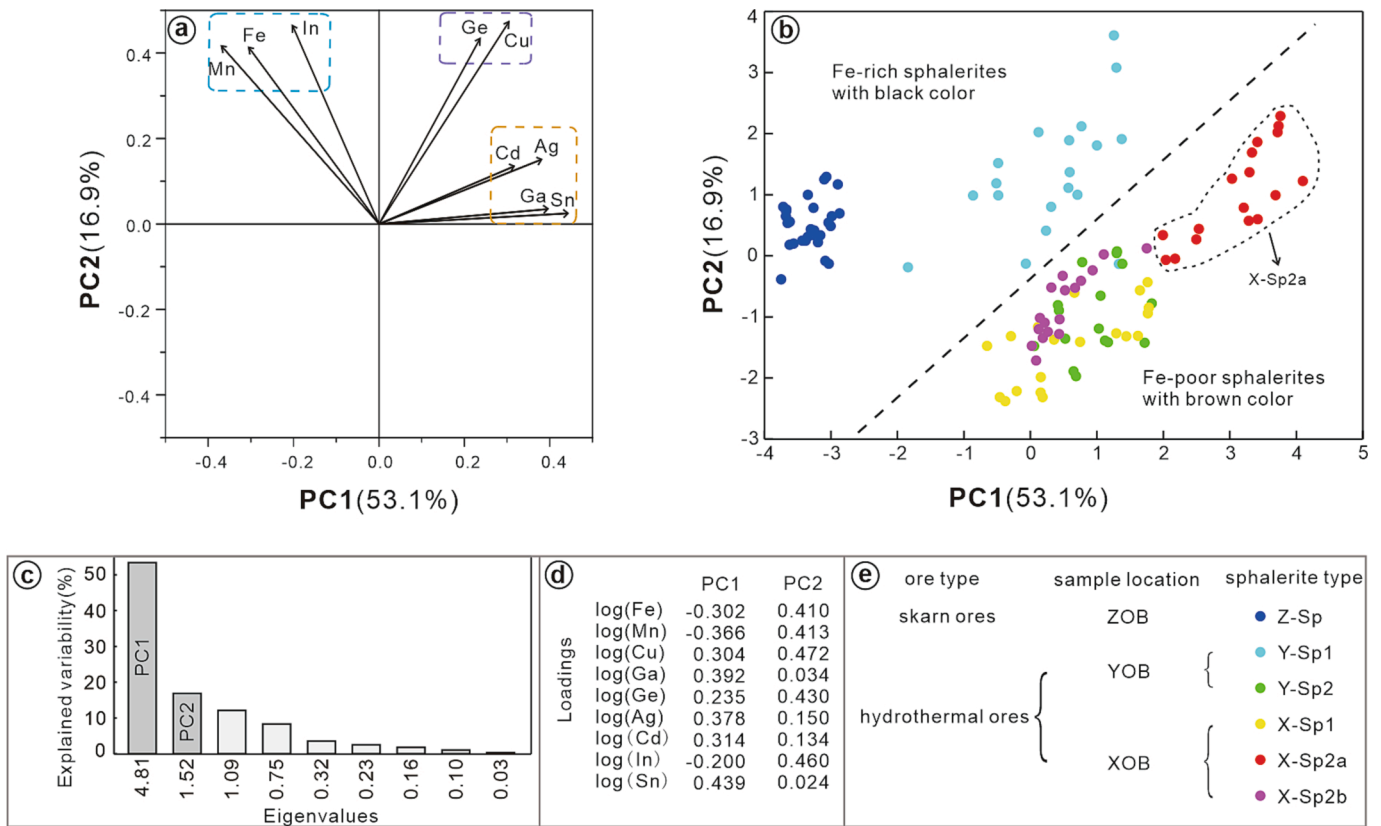 a
Mn
Fe
In
Ge
Cu
Cd
Ag
Ga
Sn
0.4
0.2
0.0
-0.2
-0.4
PC2(16.9%)
-0.4
-0.2
0.0
0.2
0.4
PC1(53.1%)
b
Fe-rich sphalerites
with black color
X-Sp2a
Fe-poor sphalerites
with brown color
4
3
2
1
0
-1
-2
-3
PC2(16.9%)
-4
-3
-2
-1
0
1
2
3
4
5
PC1(53.1%)
c
Explained variability(%)
50
40
30
20
10
0
PC1
PC2
4.81
1.52
1.09
0.75
0.32
0.23
0.16
0.10
0.03
Eigenvalues
d
Loadings
PC1 PC2
log(Fe) -0.302 0.410
log(Mn) -0.366 0.413
log(Cu) 0.304 0.472
log(Ga) 0.392 0.034
log(Ge) 0.235 0.430
log(Ag) 0.378 0.150
log(Cd) 0.314 0.134
log(In) -0.200 0.460
log(Sn) 0.439 0.024
e
ore type sample location sphalerite type
skarn ores ZOB Z-Sp
Y-Sp1
YOB
Y-Sp2
hydrothermal ores
X-Sp1
XOB X-Sp2a
X-Sp2b